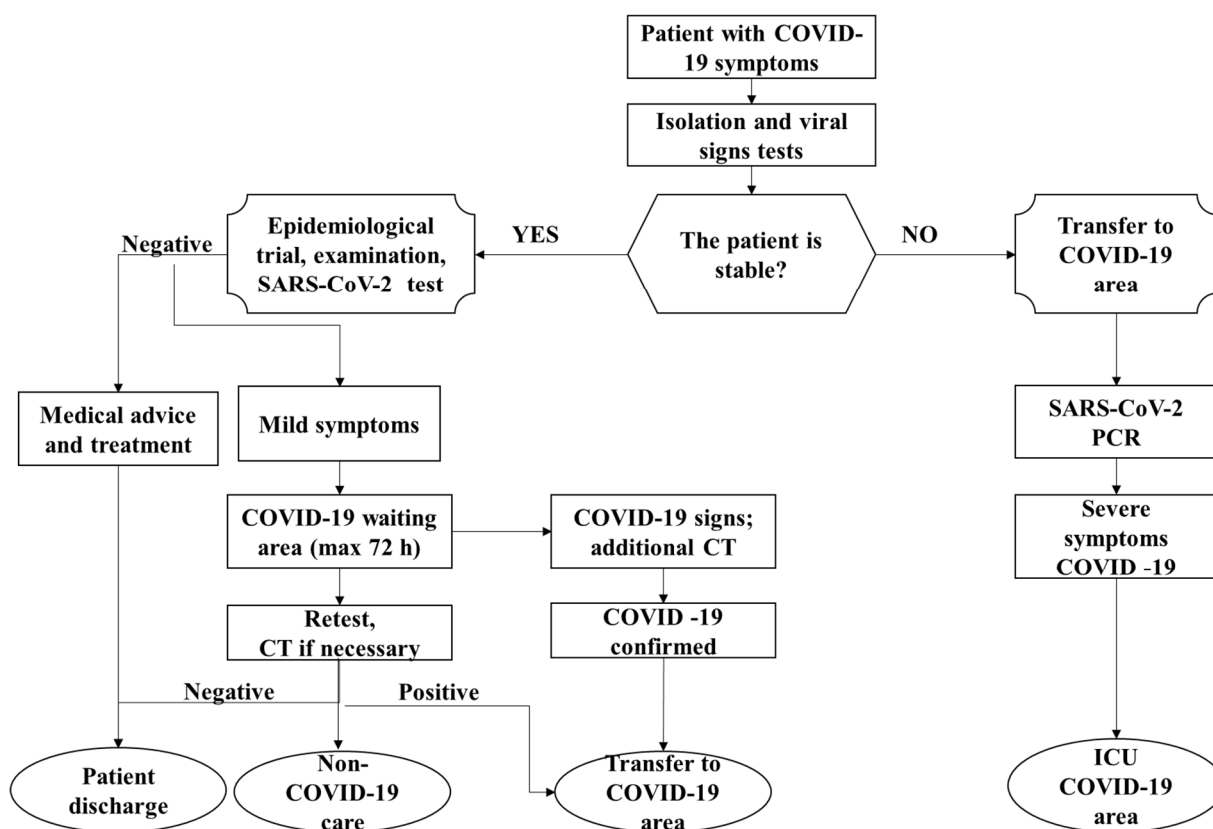 Patient with COVID-
19 symptoms
Isolation and viral
signs tests
Negative
Epidemiological
trial, examination,
SARS-CoV-2 test
YES
The patient is
stable?
NO
Transfer to
COVID-19
area
Medical advice
and treatment
Mild symptoms
SARS-CoV-2
PCR
COVID-19 waiting
area (max 72 h)
COVID-19 signs;
additional CT
Severe
symptoms
COVID -19
Retest,
CT if necessary
COVID -19
confirmed
Negative
Positive
Patient
discharge
Non-
COVID-19
care
Transfer to
COVID-19
area
ICU
COVID-19
area